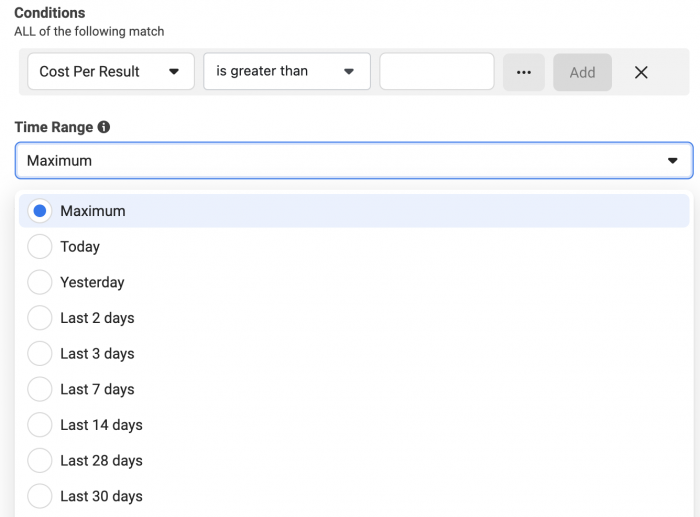 Conditions
ALL of the following match
Cost Per Result is greater than ... Add
Time Range
Maximum
Maximum
Today
Yesterday
Last 2 days
Last 3 days
Last 7 days
Last 14 days
Last 28 days
Last 30 days